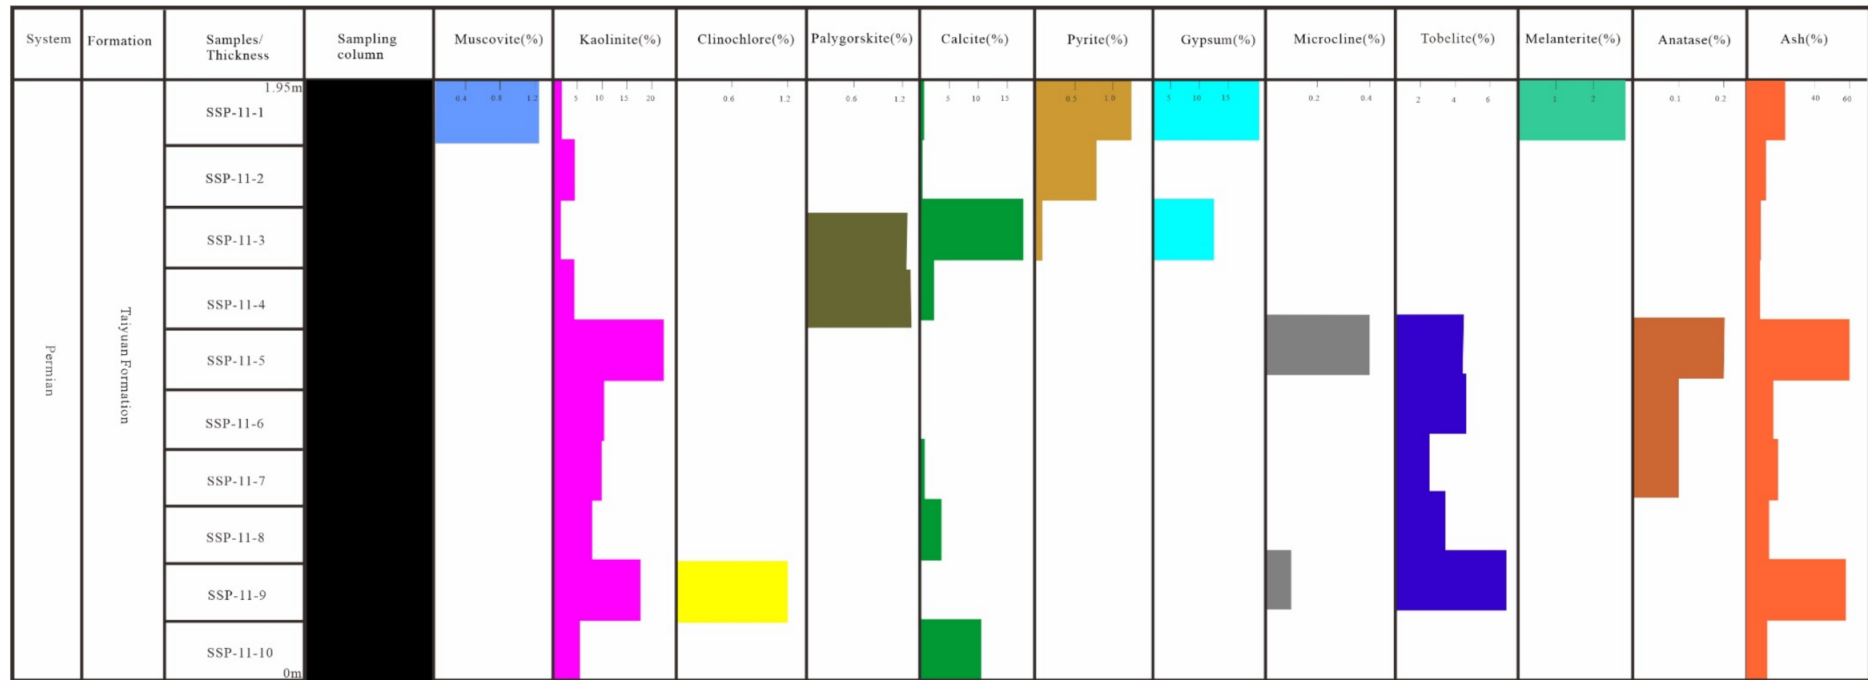 System
Formation
Samples/
Thickness
Sampling
column
Muscovite(%)
Kaolinite(%)
Clinochlore(%)
Palygorskite(%)
Calcite(%)
Pyrite(%)
Gypsum(%)
Microcline(%)
Tobelite(%)
Melanterite(%)
Anatase(%)
Ash(%)
1.95m
0.4 0.8 1.2
5 10 15 20
0.6 1.2
0.6 1.2
5 10 15
0.5 1.0
5 10 15
0.2 0.4
2 4 6
1 2
0.1 0.2
40 60
SSP-11-1
SSP-11-2
SSP-11-3
SSP-11-4
SSP-11-5
SSP-11-6
SSP-11-7
SSP-11-8
SSP-11-9
SSP-11-10
0m
Permian
Taiyuan Formation